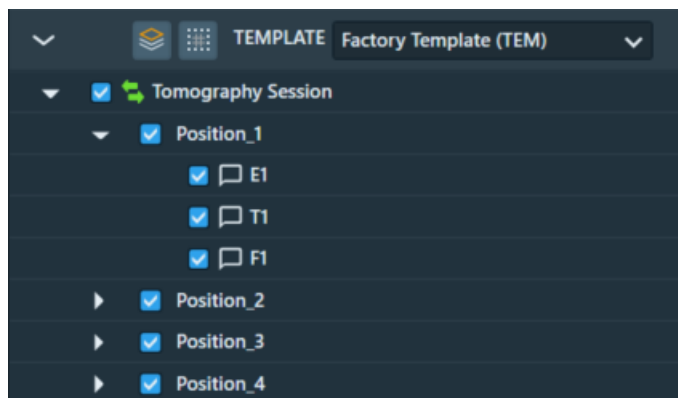 TEMPLATE Factory Template (TEM)
Tomography Session
Position_1
E1
T1
F1
Position_2
Position_3
Position_4